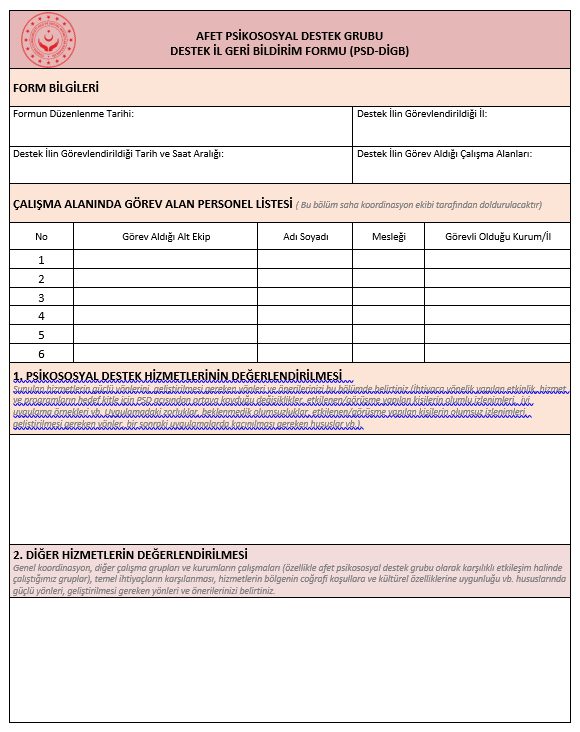 AFET PSİKOSOSYAL DESTEK GRUBU
DESTEK İL GERİ BİLDİRİM FORMU (PSD-DİGB)
FORM BİLGİLERİ
Formun Düzenlenme Tarihi:
Destek İlin Görevlendirildiği İl:
Destek İlin Görevlendirildiği Tarih ve Saat Aralığı:
Destek İlin Görev Aldığı Çalışma Alanları:
ÇALIŞMA ALANINDA GÖREV ALAN PERSONEL LİSTESİ ( Bu bölüm saha koordinasyon ekibi tarafından doldurulacaktır)
No Görev Aldığı Alt Ekip Adı Soyadı Mesleği Görevli Olduğu Kurum/İl
1
2
3
4
5
6
1. PSİKOSOSYAL DESTEK HİZMETLERİNİN DEĞERLENDİRİLMESİ
Sunulan hizmetlerin güçlü yönlerini, geliştirilmesi gereken yönleri ve önerilerinizi bu bölümde belirtiniz (ihtiyaca yönelik yapılan etkinlik, hizmet
ve programların hedef kitle için PSD açısından ortaya koyduğu değişiklikler, etkilenen/görüşme yapılan kişilerin olumlu izlenimleri, iyi
uygulama örnekleri vb. Uygulamadaki zorluklar, beklenmedik olumsuzluklar, etkilenen/görüşme yapılan kişilerin olumsuz izlenimleri,
geliştirilmesi gereken yönler, bir sonraki uygulamalarda kaçınılması gereken hususlar vb.).
2. DİĞER HİZMETLERİN DEĞERLENDİRİLMESİ
Genel koordinasyon, diğer çalışma grupları ve kurumların çalışmaları (özellikle afet psikososyal destek grubu olarak karşılıklı etkileşim halinde
çalıştığımız gruplar), temel ihtiyaçların karşılanması, hizmetlerin bölgenin coğrafi koşullara ve kültürel özelliklerine uygunluğu vb. hususlarında
güçlü yönleri, geliştirilmesi gereken yönleri ve önerilerinizi belirtiniz.